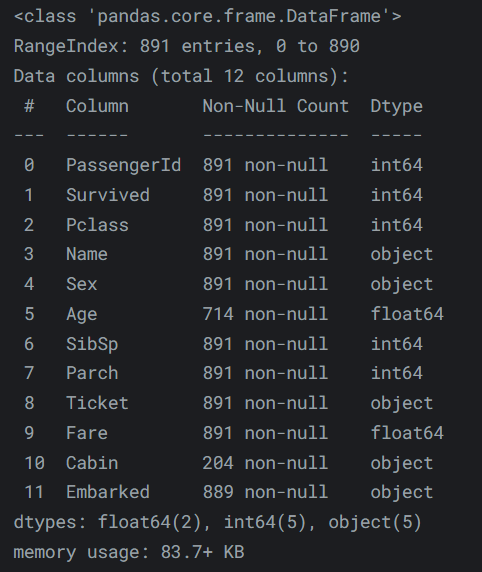 <class 'pandas.core.frame.DataFrame'>
RangeIndex: 891 entries, 0 to 890
Data columns (total 12 columns):
 #   Column       Non-Null Count  Dtype
---  ------       --------------  -----
 0   PassengerId  891 non-null    int64
 1   Survived     891 non-null    int64
 2   Pclass       891 non-null    int64
 3   Name         891 non-null    object
 4   Sex          891 non-null    object
 5   Age          714 non-null    float64
 6   SibSp        891 non-null    int64
 7   Parch        891 non-null    int64
 8   Ticket       891 non-null    object
 9   Fare         891 non-null    float64
 10  Cabin        204 non-null    object
 11  Embarked     889 non-null    object
dtypes: float64(2), int64(5), object(5)
memory usage: 83.7+ KB